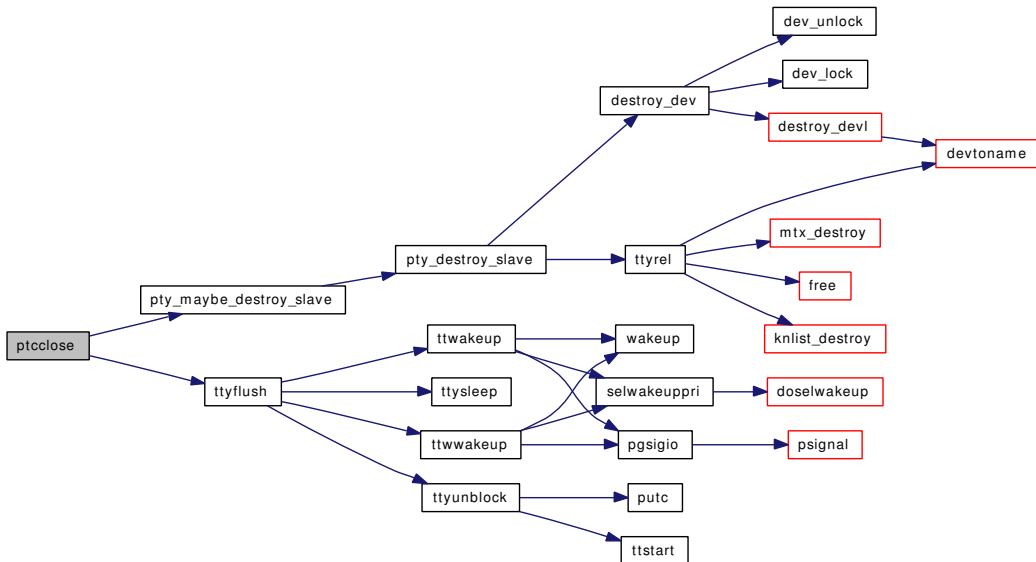 dev_unlock
dev_lock
destroy_dev
destroy_devl
devtoname
mtx_destroy
pty_destroy_slave
ttyrel
free
pty_maybe_destroy_slave
knlist_destroy
ptcclose
ttwakeup
wakeup
ttyflush
ttysleep
selwakeuppri
doselwakeup
ttwwakeup
pgsigio
psignal
ttyunblock
putc
ttstart